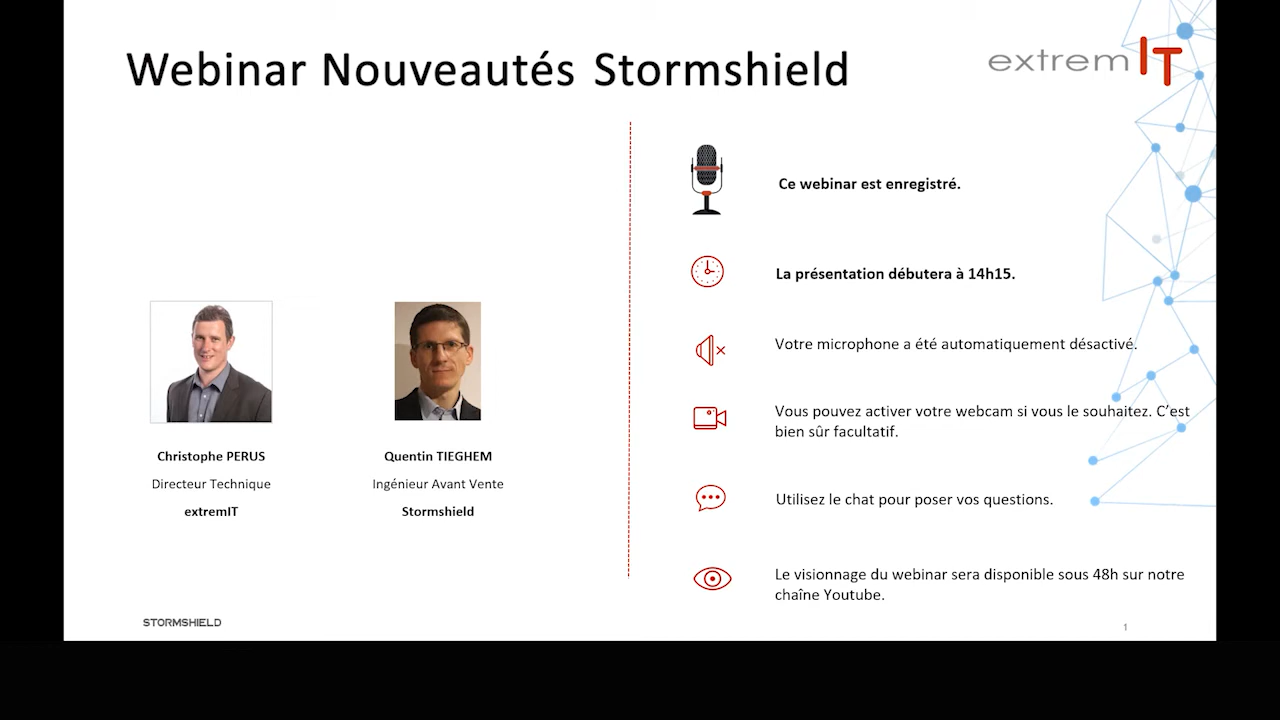 Webinar Nouveautés Stormshield
extremIT
Ce webinar est enregistré.
La présentation débutera à 14h15.
Votre microphone a été automatiquement désactivé.
Vous pouvez activer votre webcam si vous le souhaitez. C’est
bien sûr facultatif.
Utilisez le chat pour poser vos questions.
Le visionnage du webinar sera disponible sous 48h sur notre
chaîne Youtube.
Christophe PERUS
Directeur Technique
extremIT
Quentin TIEGHEM
Ingénieur Avant Vente
Stormshield
STORMSHIELD
1